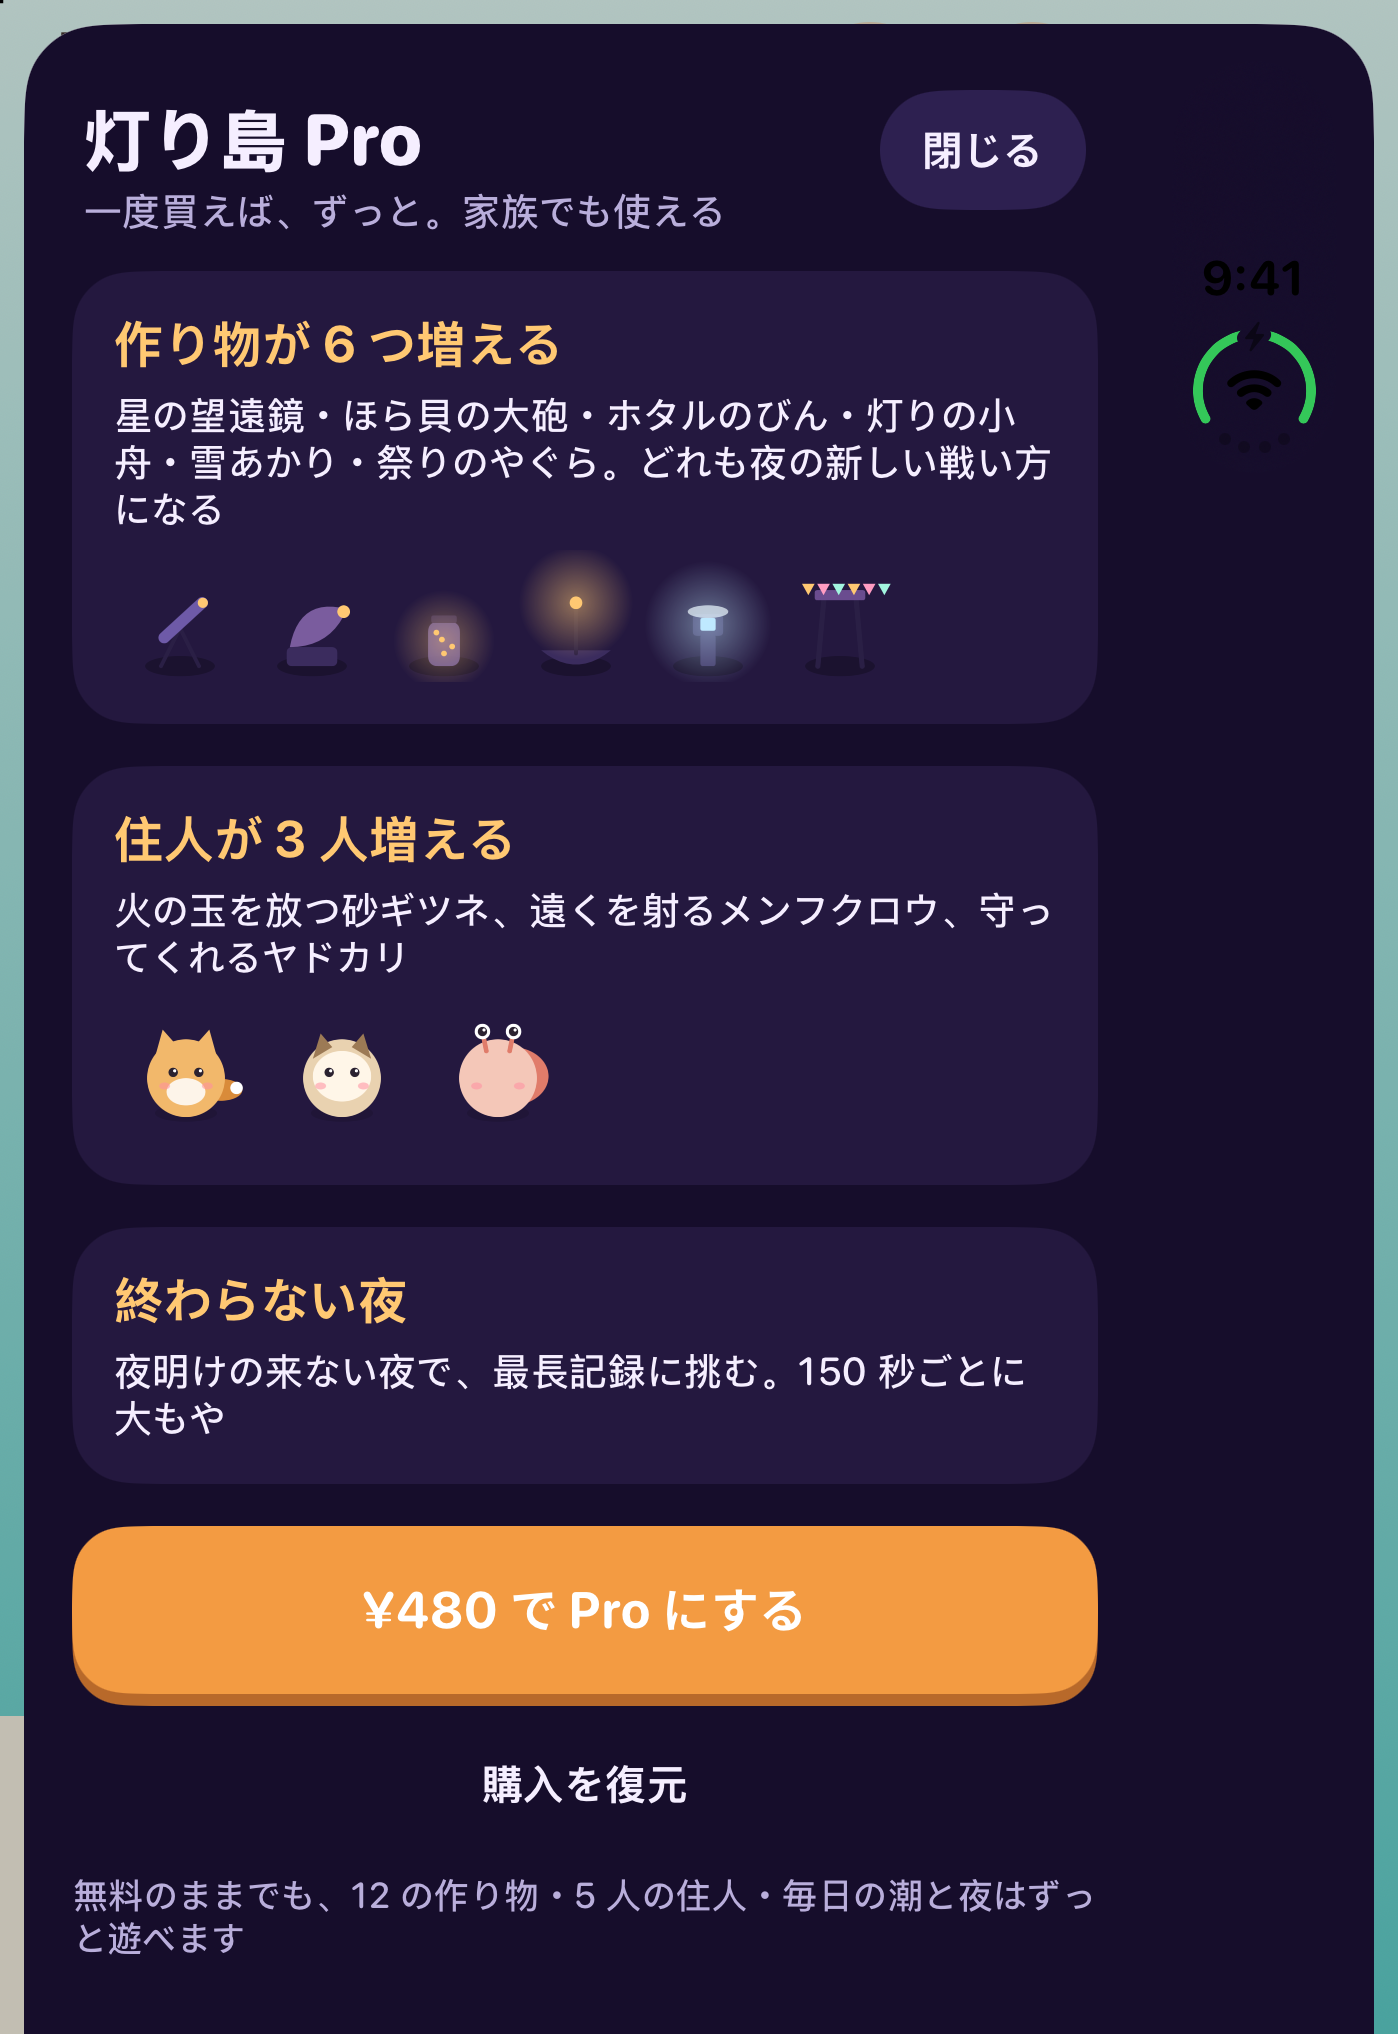 灯り島 Pro
閉じる
一度買えば、ずっと。家族でも使える
9:41
作り物が 6 つ増える
星の望遠鏡・ほら貝の大砲・ホタルのびん・灯りの小
舟・雪あかり・祭りのやぐら。どれも夜の新しい戦い方
になる
住人が 3 人増える
火の玉を放つ砂ギツネ、遠くを射るメンフクロウ、守っ
てくれるヤドカリ
終わらない夜
夜明けの来ない夜で、最長記録に挑む。150 秒ごとに
大もや
¥480 で Pro にする
購入を復元
無料のままでも、12 の作り物・5 人の住人・毎日の潮と夜はずっ
と遊べます